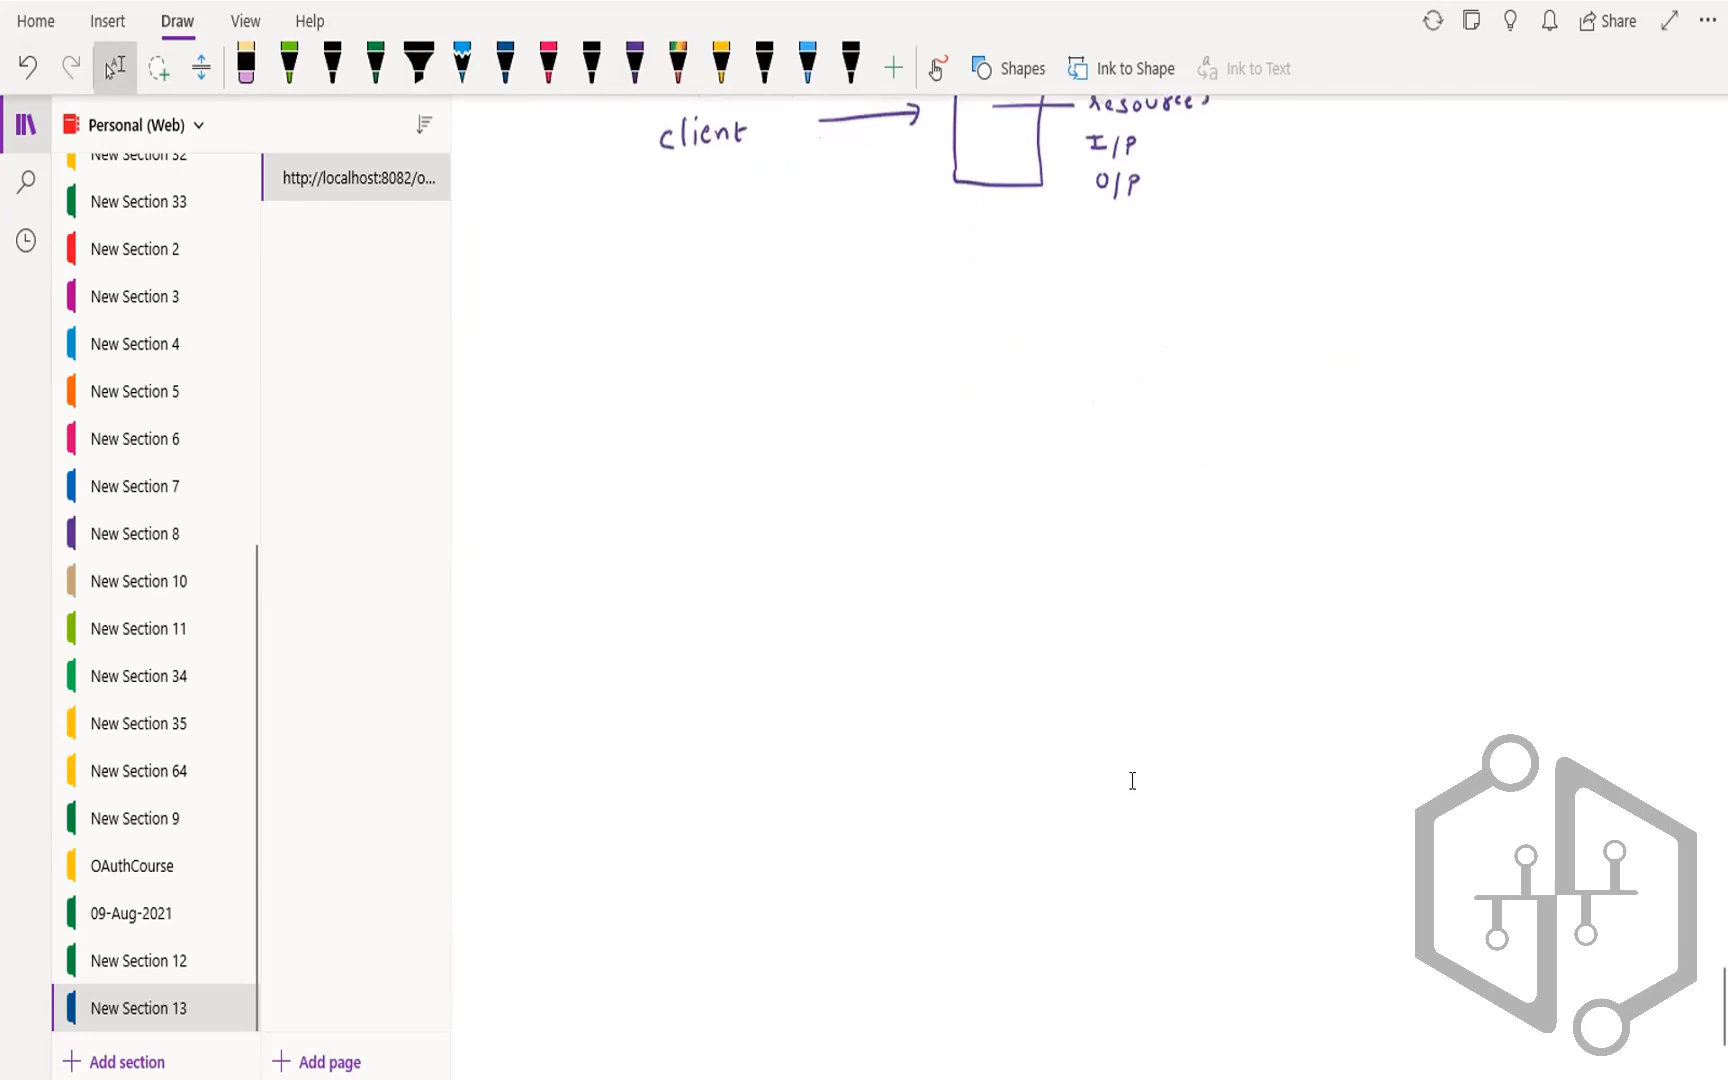 Home Insert Draw View Help
Share
Shapes Ink to Shape Ink to Text
Personal (Web)
New Section 32
New Section 33
New Section 2
New Section 3
New Section 4
New Section 5
New Section 6
New Section 7
New Section 8
New Section 10
New Section 11
New Section 34
New Section 35
New Section 64
New Section 9
OAuthCourse
09-Aug-2021
New Section 12
New Section 13
Add section
http://localhost:8082/o...
Add page
client
resources
I/P
O/P